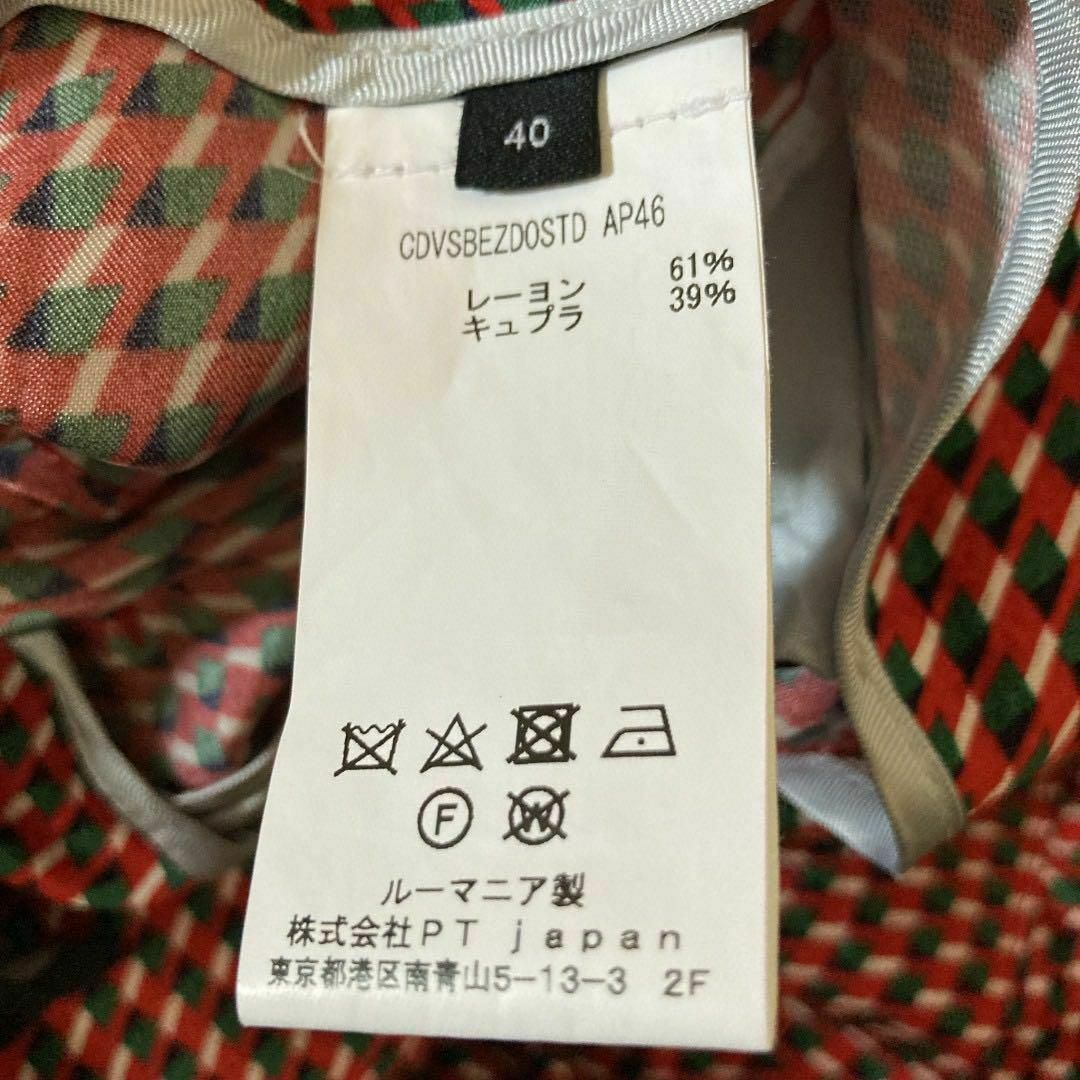 40
CDVSBEZDOSTD AP46
レーヨン 61%
キュプラ 39%
F W
ルーマニア製
株式会社PT japan
東京都港区南青山5-13-3 2F